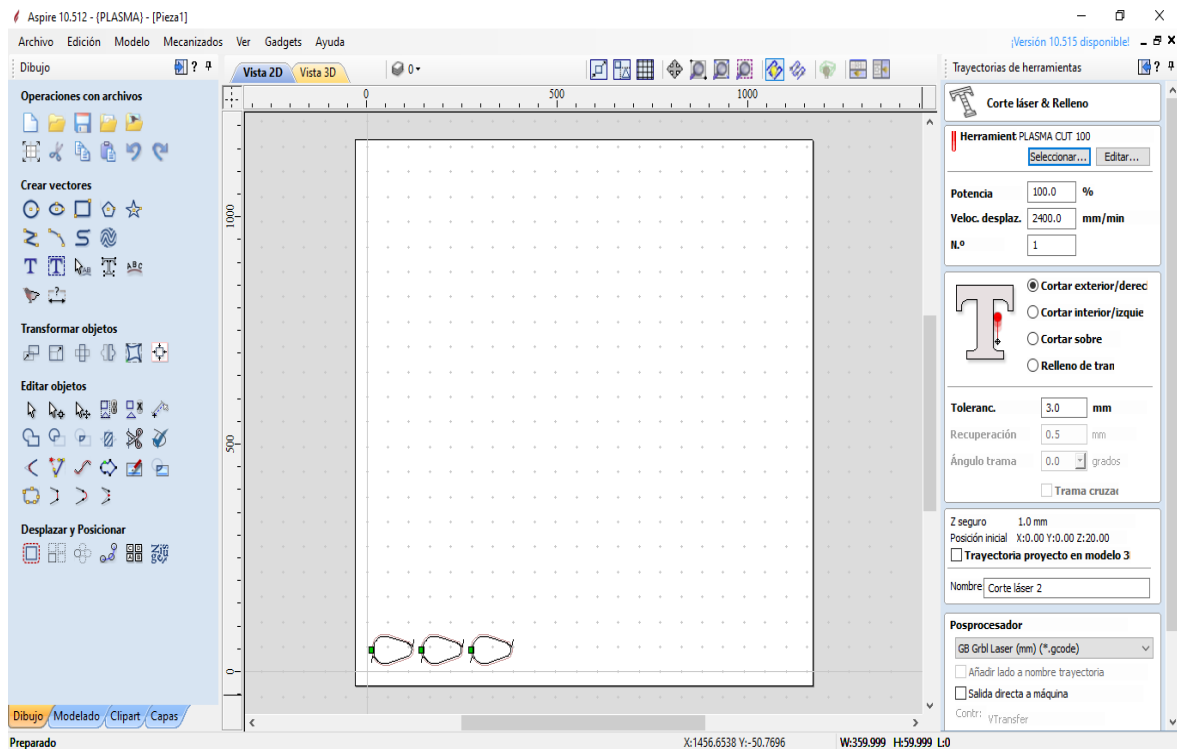 Aspire 10.512 - {PLASMA} - [Pieza1]
Archivo Edición Modelo Mecanizados Ver Gadgets Ayuda
¡Versión 10.515 disponible!
Dibujo
Vista 2D Vista 3D
0
Trayectorias de herramientas
Operaciones con archivos
Crear vectores
Transformar objetos
Editar objetos
Desplazar y Posicionar
Dibujo Modelado Clipart Capas
0 500 1000
1000
500
0
Corte láser & Relleno
Herramient PLASMA CUT 100
Seleccionar... Editar...
Potencia 100.0 %
Veloc. desplaz. 2400.0 mm/min
N.º 1
Cortar exterior/derec
Cortar interior/izquie
Cortar sobre
Relleno de tran
Toleranc. 3.0 mm
Recuperación 0.5 mm
Ángulo trama 0.0 grados
Trama cruzac
Z seguro 1.0 mm
Posición inicial X:0.00 Y:0.00 Z:20.00
Trayectoria proyecto en modelo 3
Nombre Corte láser 2
Posprocesador
GB Grbl Laser (mm) (*.gcode)
Añadir lado a nombre trayectoria
Salida directa a máquina
Contr: VTransfer
Preparado
X:1456.6538 Y:-50.7696
W:359.999 H:59.999 L:0